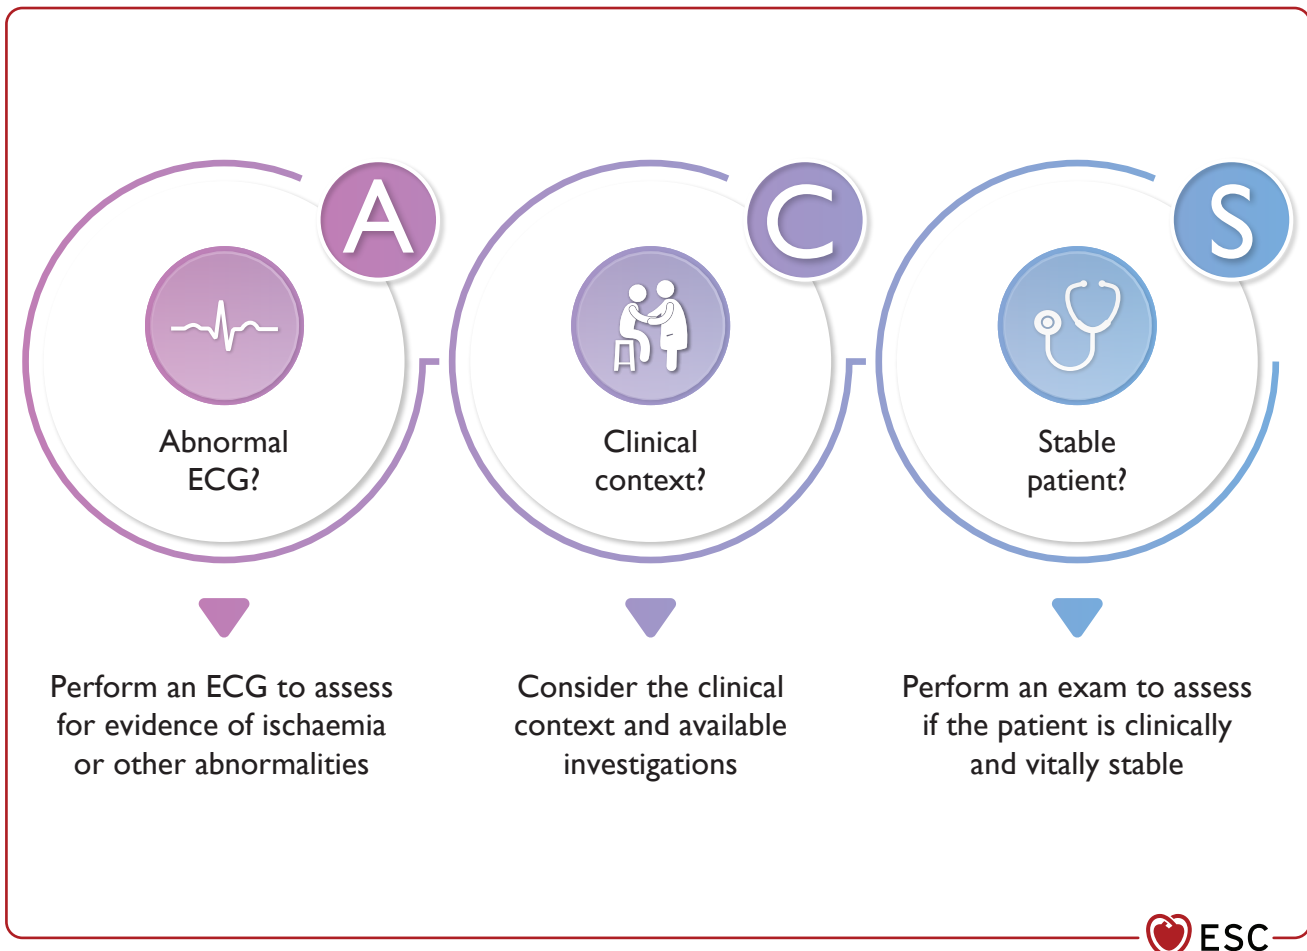 A
C
S
Abnormal
ECG?
Clinical
context?
Stable
patient?
Perform an ECG to assess
for evidence of ischaemia
or other abnormalities
Consider the clinical
context and available
investigations
Perform an exam to assess
if the patient is clinically
and vitally stable
ESC